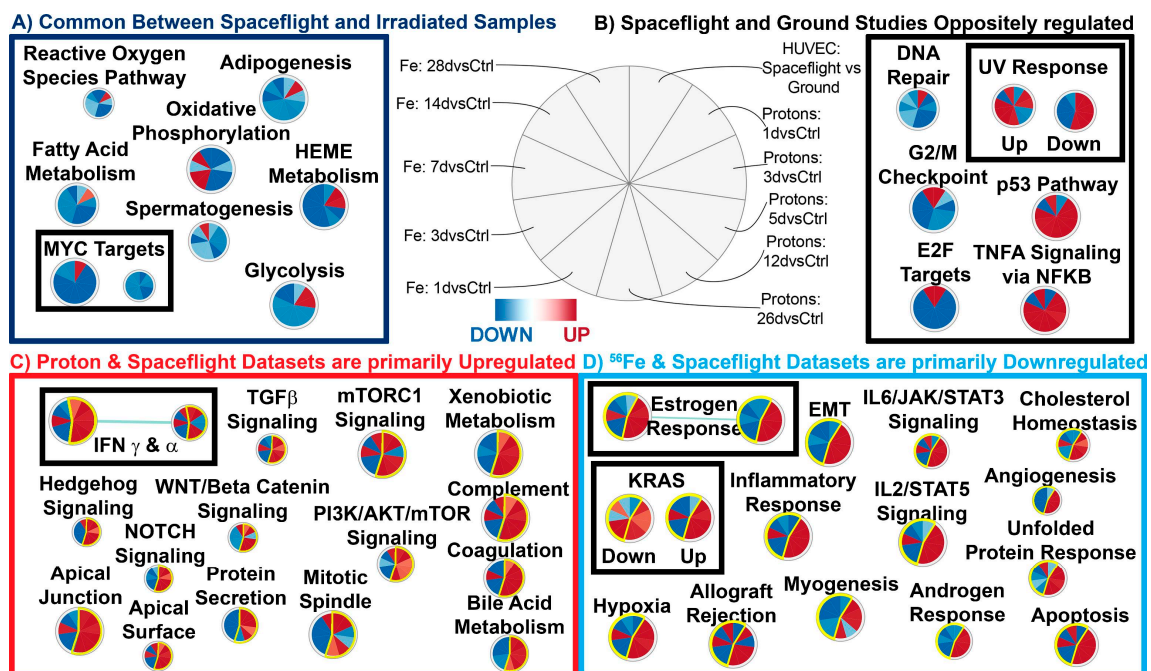 A) Common Between Spaceflight and Irradiated Samples
Reactive Oxygen
Species Pathway
Adipogenesis
Oxidative
Phosphorylation
Fatty Acid
Metabolism
HEME
Metabolism
Spermatogenesis
MYC Targets
Glycolysis
B) Spaceflight and Ground Studies Oppositely regulated
Fe: 28dvsCtrl
Fe: 14dvsCtrl
Fe: 7dvsCtrl
Fe: 3dvsCtrl
Fe: 1dvsCtrl
HUVEC:
Spaceflight vs
Ground
Protons:
1dvsCtrl
Protons:
3dvsCtrl
Protons:
5dvsCtrl
Protons:
12dvsCtrl
Protons:
26dvsCtrl
DOWN UP
DNA
Repair
UV Response
Up Down
G2/M
Checkpoint
p53 Pathway
E2F
Targets
TNFA Signaling
via NFKB
C) Proton & Spaceflight Datasets are primarily Upregulated
IFN γ & α
TGFβ
Signaling
mTORC1
Signaling
Xenobiotic
Metabolism
Hedgehog
Signaling
WNT/Beta Catenin
Signaling
PI3K/AKT/mTOR
Signaling
Complement
NOTCH
Signaling
Coagulation
Apical
Junction
Apical
Surface
Protein
Secretion
Mitotic
Spindle
Bile Acid
Metabolism
D) ⁵⁶Fe & Spaceflight Datasets are primarily Downregulated
Estrogen
Response
EMT
IL6/JAK/STAT3
Signaling
Cholesterol
Homeostasis
KRAS
Down Up
Inflammatory
Response
IL2/STAT5
Signaling
Angiogenesis
Unfolded
Protein Response
Hypoxia
Allograft
Rejection
Myogenesis
Androgen
Response
Apoptosis